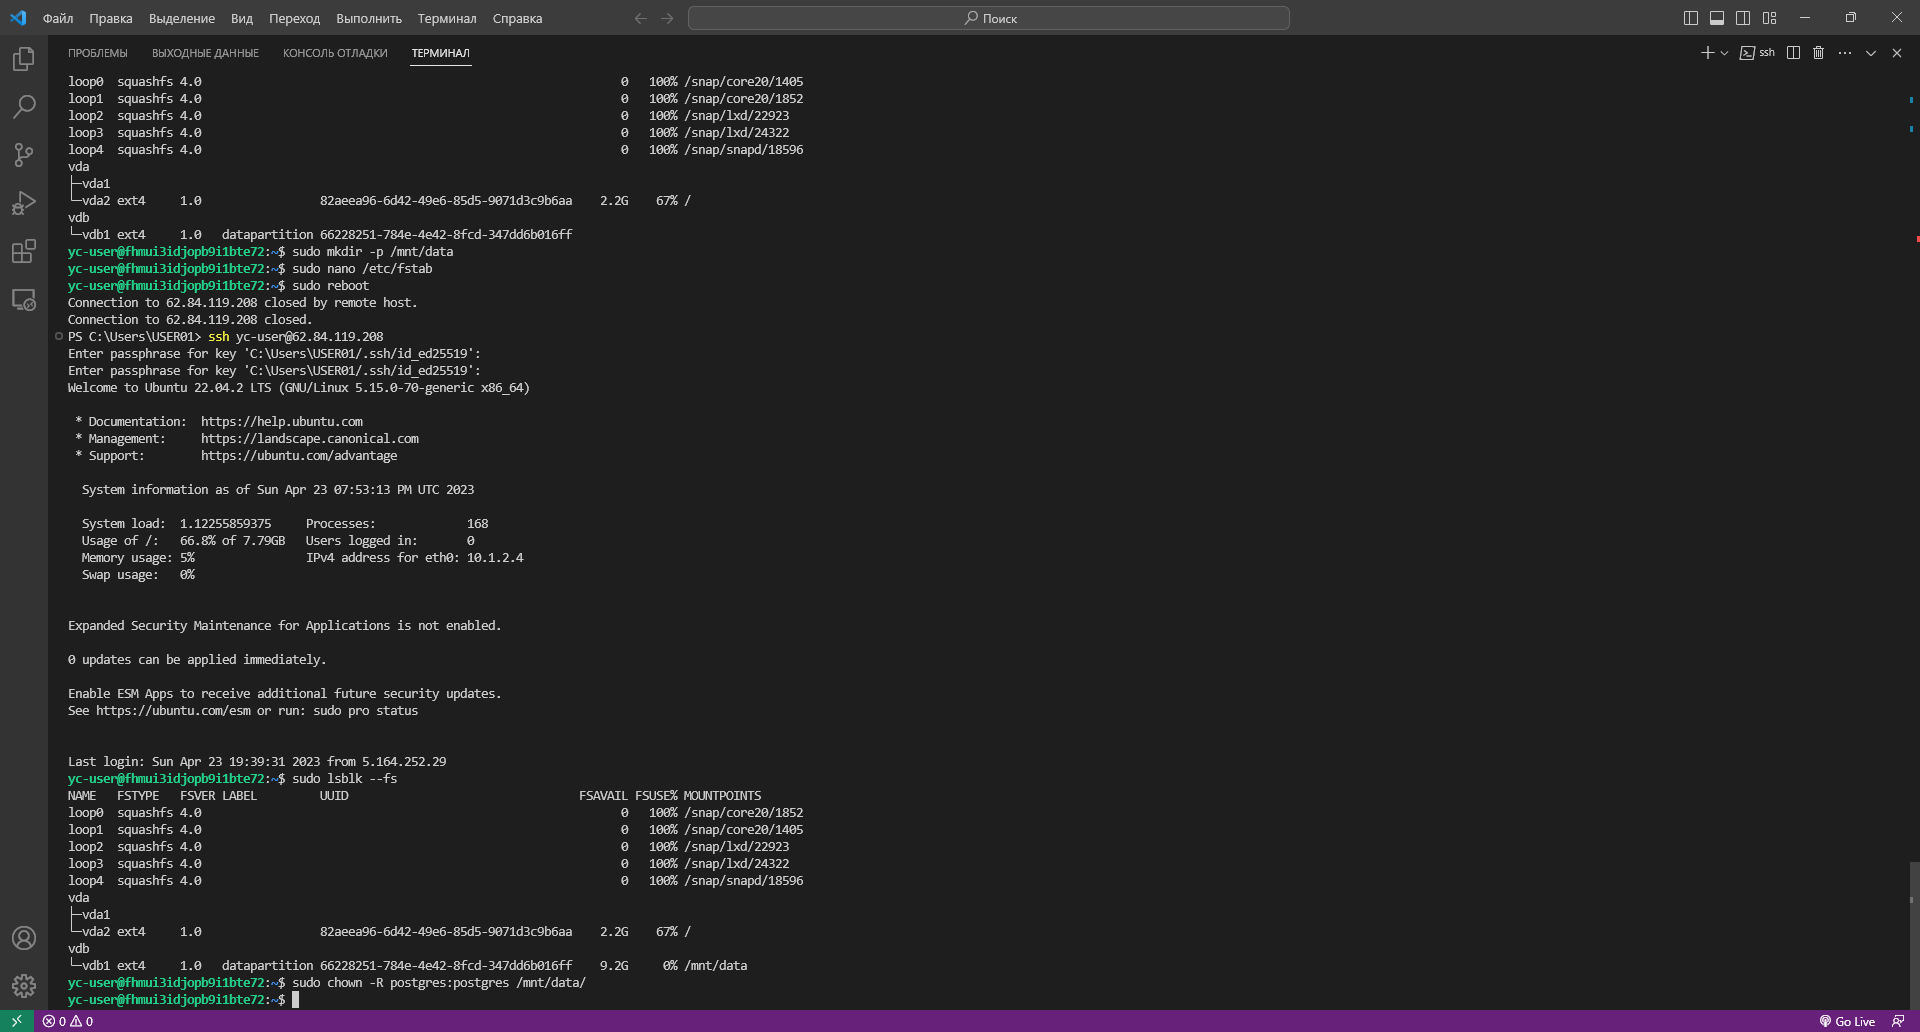 Файл Правка Выделение Вид Переход Выполнить Терминал Справка Поиск
ПРОБЛЕМЫ ВЫХОДНЫЕ ДАННЫЕ КОНСОЛЬ ОТЛАДКИ ТЕРМИНАЛ ssh
loop0  squashfs 4.0                                                            0   100% /snap/core20/1405
loop1  squashfs 4.0                                                            0   100% /snap/core20/1852
loop2  squashfs 4.0                                                            0   100% /snap/lxd/22923
loop3  squashfs 4.0                                                            0   100% /snap/lxd/24322
loop4  squashfs 4.0                                                            0   100% /snap/snapd/18596
vda
├─vda1
└─vda2 ext4     1.0                 82aeea96-6d42-49e6-85d5-9071d3c9b6aa    2.2G    67% /
vdb
└─vdb1 ext4     1.0   datapartition 66228251-784e-4e42-8fcd-347dd6b016ff
yc-user@fhmui3idjopb9i1bte72:~$ sudo mkdir -p /mnt/data
yc-user@fhmui3idjopb9i1bte72:~$ sudo nano /etc/fstab
yc-user@fhmui3idjopb9i1bte72:~$ sudo reboot
Connection to 62.84.119.208 closed by remote host.
Connection to 62.84.119.208 closed.
PS C:\Users\USER01> ssh yc-user@62.84.119.208
Enter passphrase for key 'C:\Users\USER01/.ssh/id_ed25519':
Enter passphrase for key 'C:\Users\USER01/.ssh/id_ed25519':
Welcome to Ubuntu 22.04.2 LTS (GNU/Linux 5.15.0-70-generic x86_64)
* Documentation:  https://help.ubuntu.com
* Management:     https://landscape.canonical.com
* Support:        https://ubuntu.com/advantage
System information as of Sun Apr 23 07:53:13 PM UTC 2023
System load:  1.12255859375     Processes:             168
Usage of /:   66.8% of 7.79GB   Users logged in:       0
Memory usage: 5%                IPv4 address for eth0: 10.1.2.4
Swap usage:   0%
Expanded Security Maintenance for Applications is not enabled.
0 updates can be applied immediately.
Enable ESM Apps to receive additional future security updates.
See https://ubuntu.com/esm or run: sudo pro status
Last login: Sun Apr 23 19:39:31 2023 from 5.164.252.29
yc-user@fhmui3idjopb9i1bte72:~$ sudo lsblk --fs
NAME   FSTYPE   FSVER LABEL         UUID                                 FSAVAIL FSUSE% MOUNTPOINTS
loop0  squashfs 4.0                                                            0   100% /snap/core20/1852
loop1  squashfs 4.0                                                            0   100% /snap/core20/1405
loop2  squashfs 4.0                                                            0   100% /snap/lxd/22923
loop3  squashfs 4.0                                                            0   100% /snap/lxd/24322
loop4  squashfs 4.0                                                            0   100% /snap/snapd/18596
vda
├─vda1
└─vda2 ext4     1.0                 82aeea96-6d42-49e6-85d5-9071d3c9b6aa    2.2G    67% /
vdb
└─vdb1 ext4     1.0   datapartition 66228251-784e-4e42-8fcd-347dd6b016ff    9.2G     0% /mnt/data
yc-user@fhmui3idjopb9i1bte72:~$ sudo chown -R postgres:postgres /mnt/data/
yc-user@fhmui3idjopb9i1bte72:~$
0 0 Go Live